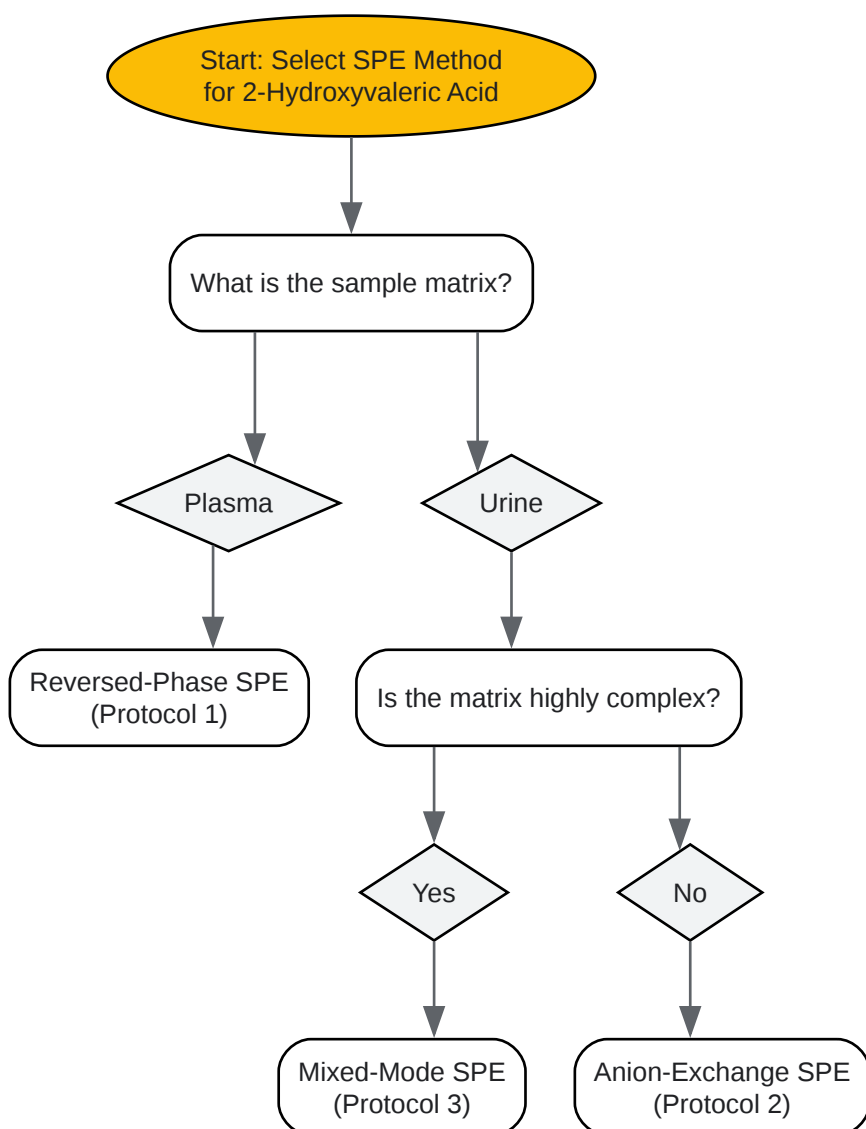 Start: Select SPE Method
for 2-Hydroxyvaleric Acid
What is the sample matrix?
Plasma
Urine
Reversed-Phase SPE
(Protocol 1)
Is the matrix highly complex?
Yes
No
Mixed-Mode SPE
(Protocol 3)
Anion-Exchange SPE
(Protocol 2)